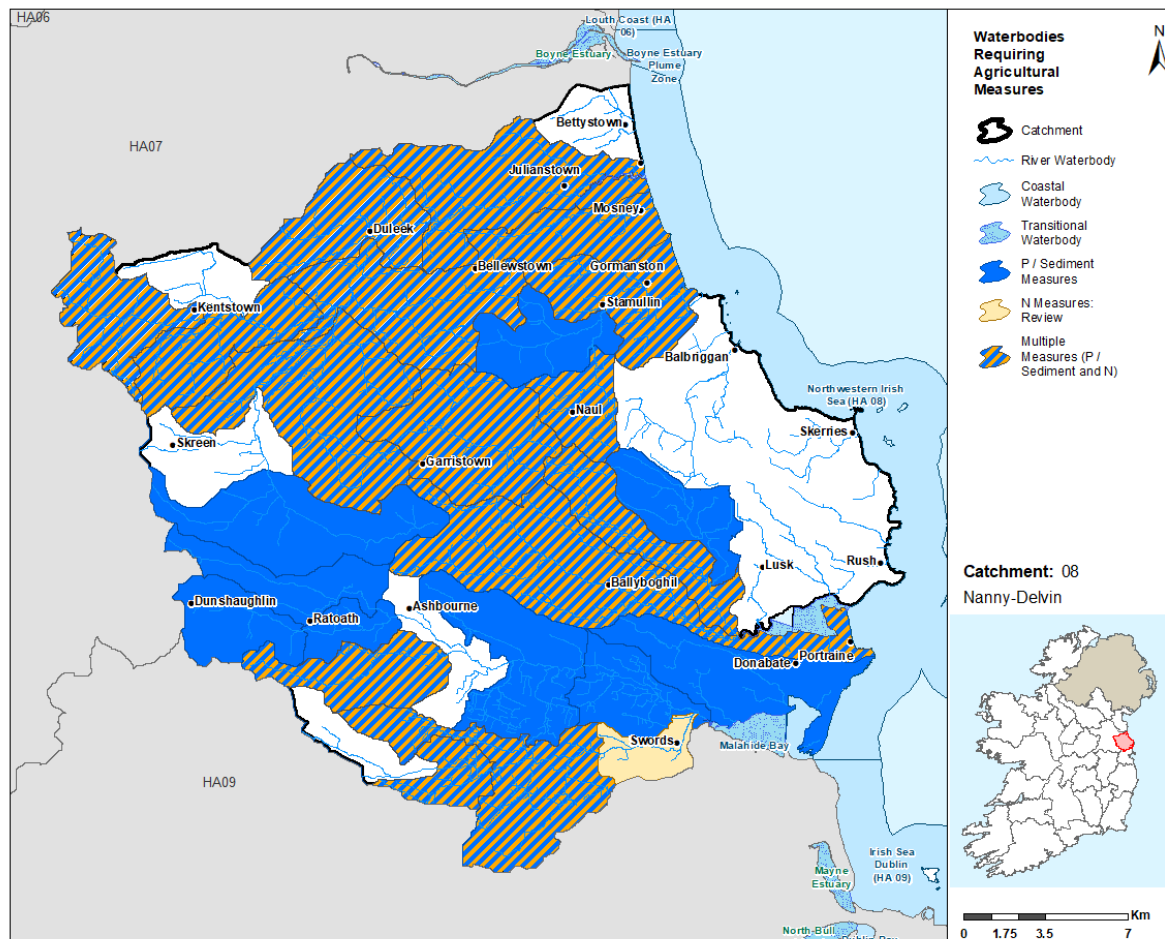 HA06
Louth Coast (HA
06)
Boyne Estuary
Boyne Estuary
Plume
Zone
Bettystown
HA07
Julianstown
Mosney
Duleek
Bellewstown
Gormanston
Stamullin
Kentstown
Balbriggan
Northwestern Irish
Sea (HA 08)
Skerries
Naul
Skreen
Garristown
Lusk
Rush
Ballyboghil
Dunshaughlin
Ashbourne
Ratoath
Portraine
Donabate
Swords
Malahide Bay
HA09
Irish Sea
Dublin
(HA 09)
Mayne
Estuary
North-Bull
Dublin Bay
Waterbodies
Requiring
Agricultural
Measures
N
Catchment
River Waterbody
Coastal
Waterbody
Transitional
Waterbody
P / Sediment
Measures
N Measures:
Review
Multiple
Measures (P /
Sediment and N)
Catchment: 08
Nanny-Delvin
Km
0 1.75 3.5 7